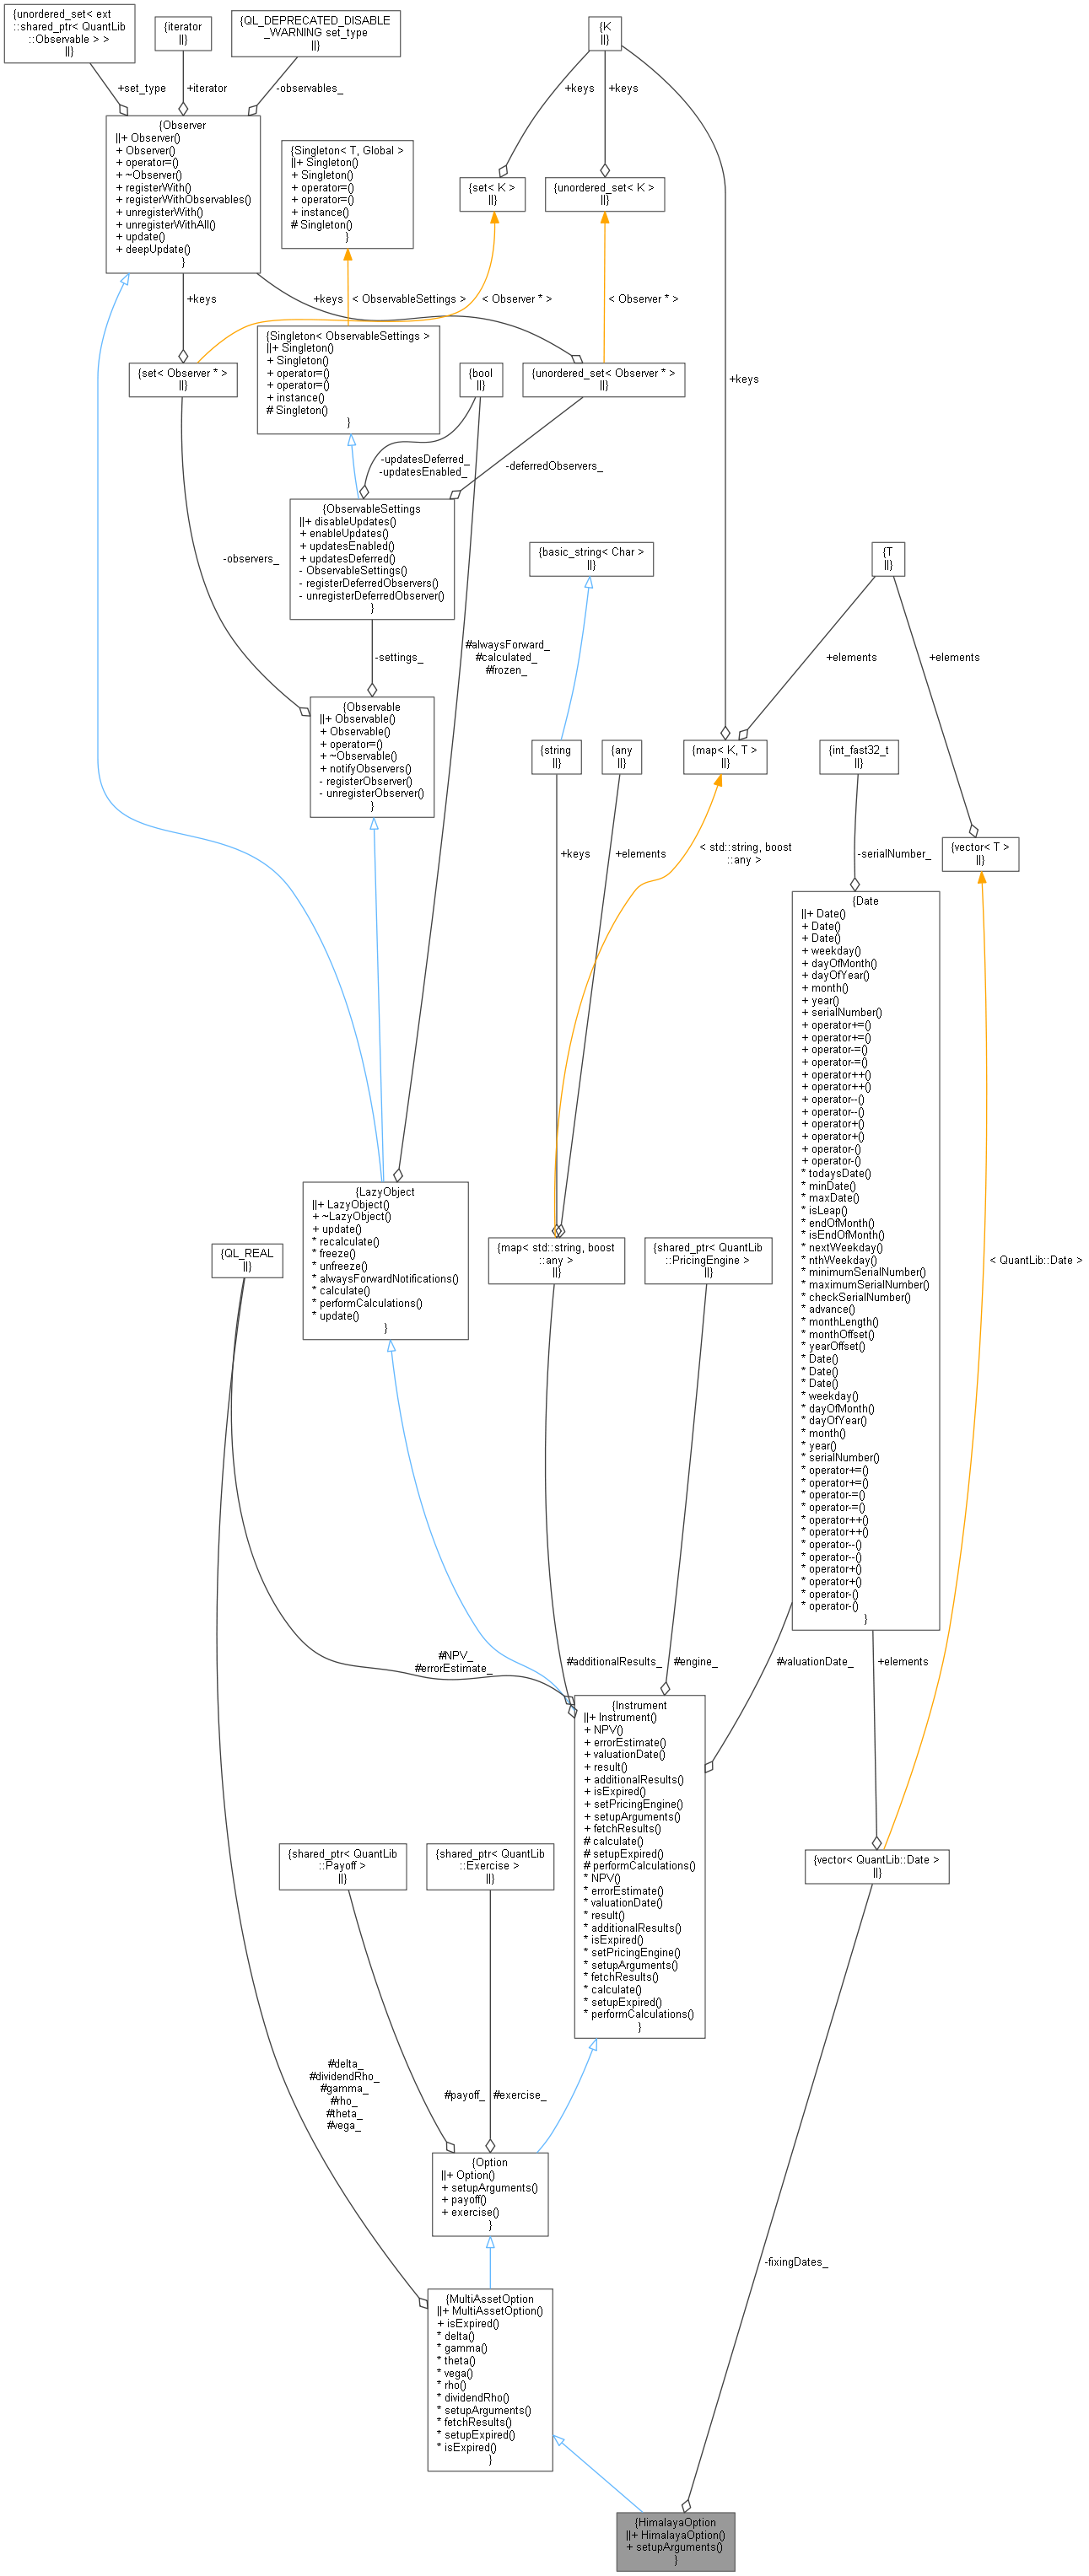 {unordered_set< ext
::shared_ptr< QuantLib
::Observable > >
||}
{iterator
||}
{QL_DEPRECATED_DISABLE
_WARNING set_type
||}
{K
||}
+set_type
+iterator
-observables_
+keys
+keys
{Observer
||+ Observer()
+ Observer()
+ operator=()
+ ~Observer()
+ registerWith()
+ registerWithObservables()
+ unregisterWith()
+ unregisterWithAll()
+ update()
+ deepUpdate()
}
{Singleton< T, Global >
||+ Singleton()
+ Singleton()
+ operator=()
+ operator=()
+ instance()
# Singleton()
}
{set< K >
||}
{unordered_set< K >
||}
+keys
+keys
< ObservableSettings >
< Observer * >
< Observer * >
+keys
{set< Observer * >
||}
{Singleton< ObservableSettings >
||+ Singleton()
+ Singleton()
+ operator=()
+ operator=()
+ instance()
# Singleton()
}
{bool
||}
{unordered_set< Observer * >
||}
-updatesDeferred_
-updatesEnabled_
-deferredObservers_
{ObservableSettings
||+ disableUpdates()
+ enableUpdates()
+ updatesEnabled()
+ updatesDeferred()
- ObservableSettings()
- registerDeferredObservers()
- unregisterDeferredObserver()
}
-observers_
{basic_string< Char >
||}
{T
||}
-settings_
#alwaysForward_
#calculated_
#frozen_
+elements
+elements
{Observable
||+ Observable()
+ Observable()
+ operator=()
+ ~Observable()
+ notifyObservers()
- registerObserver()
- unregisterObserver()
}
{string
||}
{any
||}
{map< K, T >
||}
{int_fast32_t
||}
{vector< T >
||}
+keys
+elements
< std::string, boost
::any >
-serialNumber_
{Date
||+ Date()
+ Date()
+ Date()
+ weekday()
+ dayOfMonth()
+ dayOfYear()
+ month()
+ year()
+ serialNumber()
+ operator+=()
+ operator+=()
+ operator-=()
+ operator-=()
+ operator++()
+ operator++()
+ operator--()
+ operator--()
+ operator+()
+ operator+()
+ operator-()
+ operator-()
* todaysDate()
* minDate()
* maxDate()
* isLeap()
* endOfMonth()
* isEndOfMonth()
* nextWeekday()
* nthWeekday()
* minimumSerialNumber()
* maximumSerialNumber()
* checkSerialNumber()
* advance()
* monthLength()
* monthOffset()
* yearOffset()
* Date()
* Date()
* Date()
* weekday()
* dayOfMonth()
* dayOfYear()
* month()
* year()
* serialNumber()
* operator+=()
* operator+=()
* operator-=()
* operator-=()
* operator++()
* operator++()
* operator--()
* operator--()
* operator+()
* operator+()
* operator-()
* operator-()
}
{LazyObject
||+ LazyObject()
+ ~LazyObject()
+ update()
* recalculate()
* freeze()
* unfreeze()
* alwaysForwardNotifications()
* calculate()
* performCalculations()
* update()
}
{QL_REAL
||}
{map< std::string, boost
::any >
||}
{shared_ptr< QuantLib
::PricingEngine >
||}
< QuantLib::Date >
#NPV_
#errorEstimate_
#additionalResults_
#engine_
#valuationDate_
+elements
{Instrument
||+ Instrument()
+ NPV()
+ errorEstimate()
+ valuationDate()
+ result()
+ additionalResults()
+ isExpired()
+ setPricingEngine()
+ setupArguments()
+ fetchResults()
# calculate()
# setupExpired()
# performCalculations()
* NPV()
* errorEstimate()
* valuationDate()
* result()
* additionalResults()
* isExpired()
* setPricingEngine()
* setupArguments()
* fetchResults()
* calculate()
* setupExpired()
* performCalculations()
}
{shared_ptr< QuantLib
::Payoff >
||}
{shared_ptr< QuantLib
::Exercise >
||}
{vector< QuantLib::Date >
||}
#delta_
#dividendRho_
#gamma_
#rho_
#theta_
#vega_
#payoff_
#exercise_
{Option
||+ Option()
+ setupArguments()
+ payoff()
+ exercise()
}
-fixingDates_
{MultiAssetOption
||+ MultiAssetOption()
+ isExpired()
* delta()
* gamma()
* theta()
* vega()
* rho()
* dividendRho()
* setupArguments()
* fetchResults()
* setupExpired()
* isExpired()
}
{HimalayaOption
||+ HimalayaOption()
+ setupArguments()
}